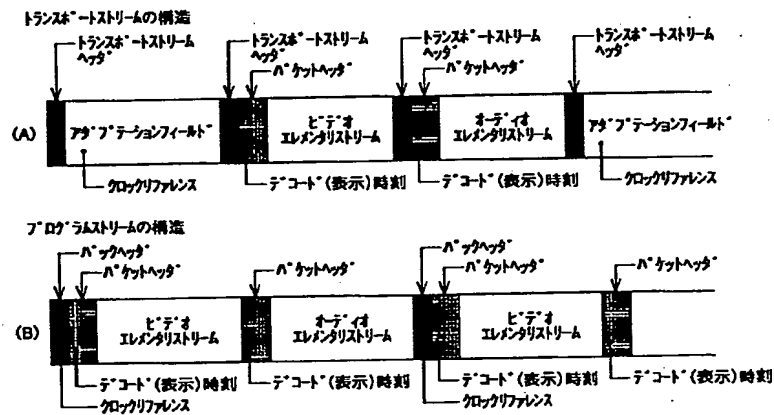 トランスポートストリームの構造
トランスポートストリーム
ヘッダ
トランスポートストリーム
ヘッダ
パケットヘッダ
トランスポートストリーム
ヘッダ
パケットヘッダ
トランスポートストリーム
ヘッダ
(A)
アダプテーションフィールド
ビデオ
エレメンタリストリーム
オーディオ
エレメンタリストリーム
アダプテーションフィールド
クロックリファレンス
デコード(表示)時刻
デコード(表示)時刻
クロックリファレンス
プログラムストリームの構造
パックヘッダ
パケットヘッダ
パケットヘッダ
パックヘッダ
パケットヘッダ
パケットヘッダ
(B)
ビデオ
エレメンタリストリーム
オーディオ
エレメンタリストリーム
ビデオ
エレメンタリストリーム
デコード(表示)時刻
クロックリファレンス
デコード(表示)時刻
デコード(表示)時刻
クロックリファレンス
デコード(表示)時刻